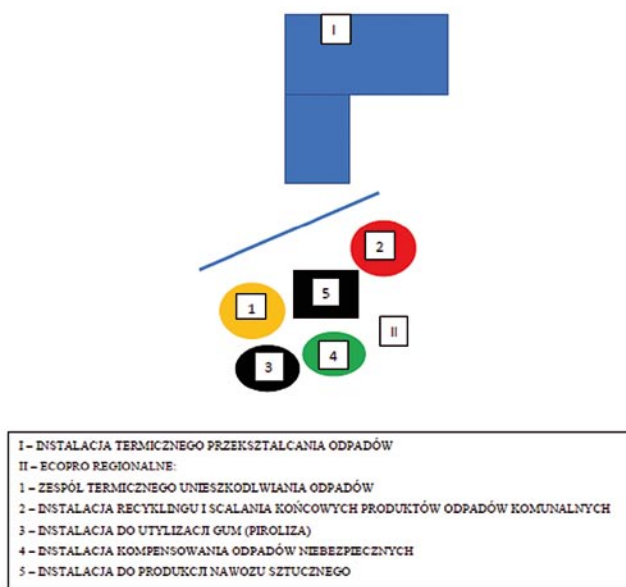 I
2
5
1
II
4
3
I – INSTALACJA TERMICZNEGO PRZEKSZTAŁCANIA ODPADÓW
II – ECOPRO REGIONALNE:
1 – ZESPÓŁ TERMICZNEGO UNIESZKODLWIANIA ODPADÓW
2 – INSTALACJA RECYKLINGU I SCALANIA KOŃCOWYCH PRODUKTÓW ODPADÓW KOMUNALNYCH
3 – INSTALACJA DO UTYLIZACJI GUM (PIROLIZA)
4 – INSTALACJA KOMPENSOWANIA ODPADÓW NIEBEZPIECZNYCH
5 – INSTALACJA DO PRODUKCJI NAWOZU SZTUCZNEGO